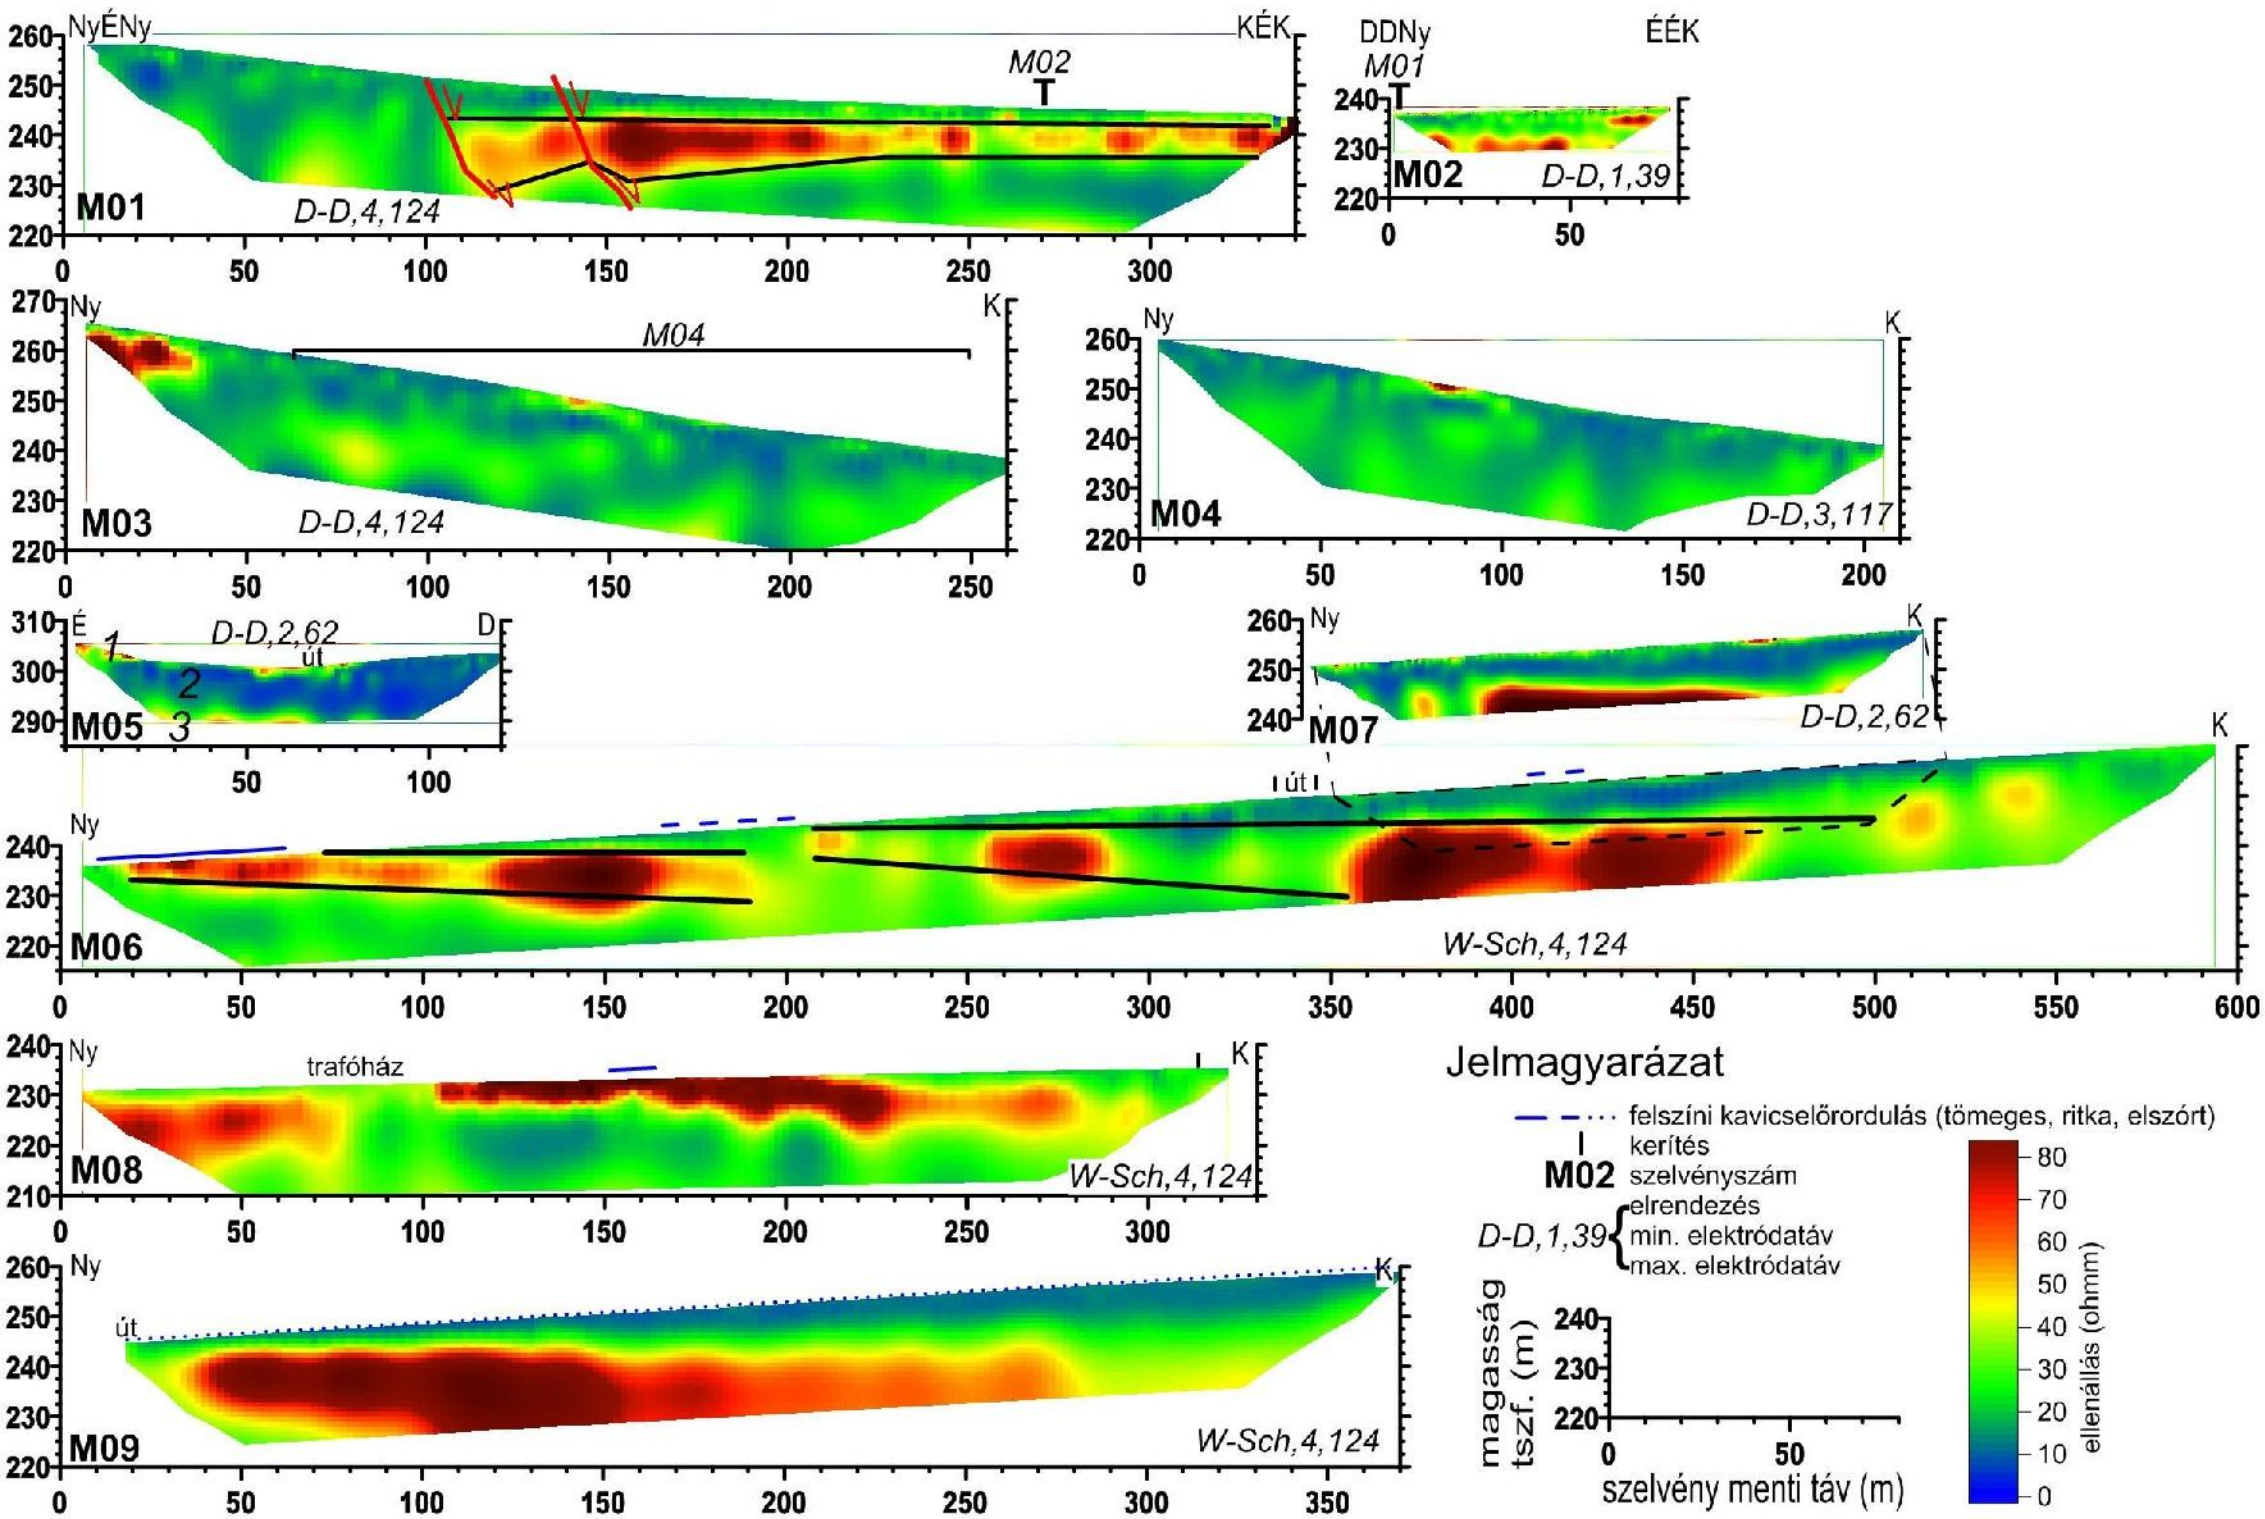 NyÉNy KÉK
M02
260
250
240
230
220
M01
D-D,4,124
0 50 100 150 200 250 300
DDNy ÉÉK
M01
240
230
220
M02 D-D,1,39
0 50
270
260
250
240
230
220
Ny K
M04
M03
D-D,4,124
0 50 100 150 200 250
Ny K
260
250
240
230
220
M04
D-D,3,117
0 50 100 150 200
310
300
290
É D-D,2,62 D
1 út
2
M05 3
50 100
260
250
240
Ny K
M07
D-D,2,62
K
út
Ny
240
230
220
M06
W-Sch,4,124
0 50 100 150 200 250 300 350 400 450 500 550 600
240
230
220
210
Ny K
trafóház
M08
W-Sch,4,124
0 50 100 150 200 250 300
260
250
240
230
220
Ny K
út
M09
W-Sch,4,124
0 50 100 150 200 250 300 350
Jelmagyarázat
felszíni kavicselőrordulás (tömeges, ritka, elszórt)
kerítés
M02 szelvényszám
D-D,1,39
elrendezés
min. elektródatáv
max. elektródatáv
magasság
tszf. (m)
240
230
220
0 50
szelvény menti táv (m)
80
70
60
50
40
30
20
10
0
ellenállás (ohmm)